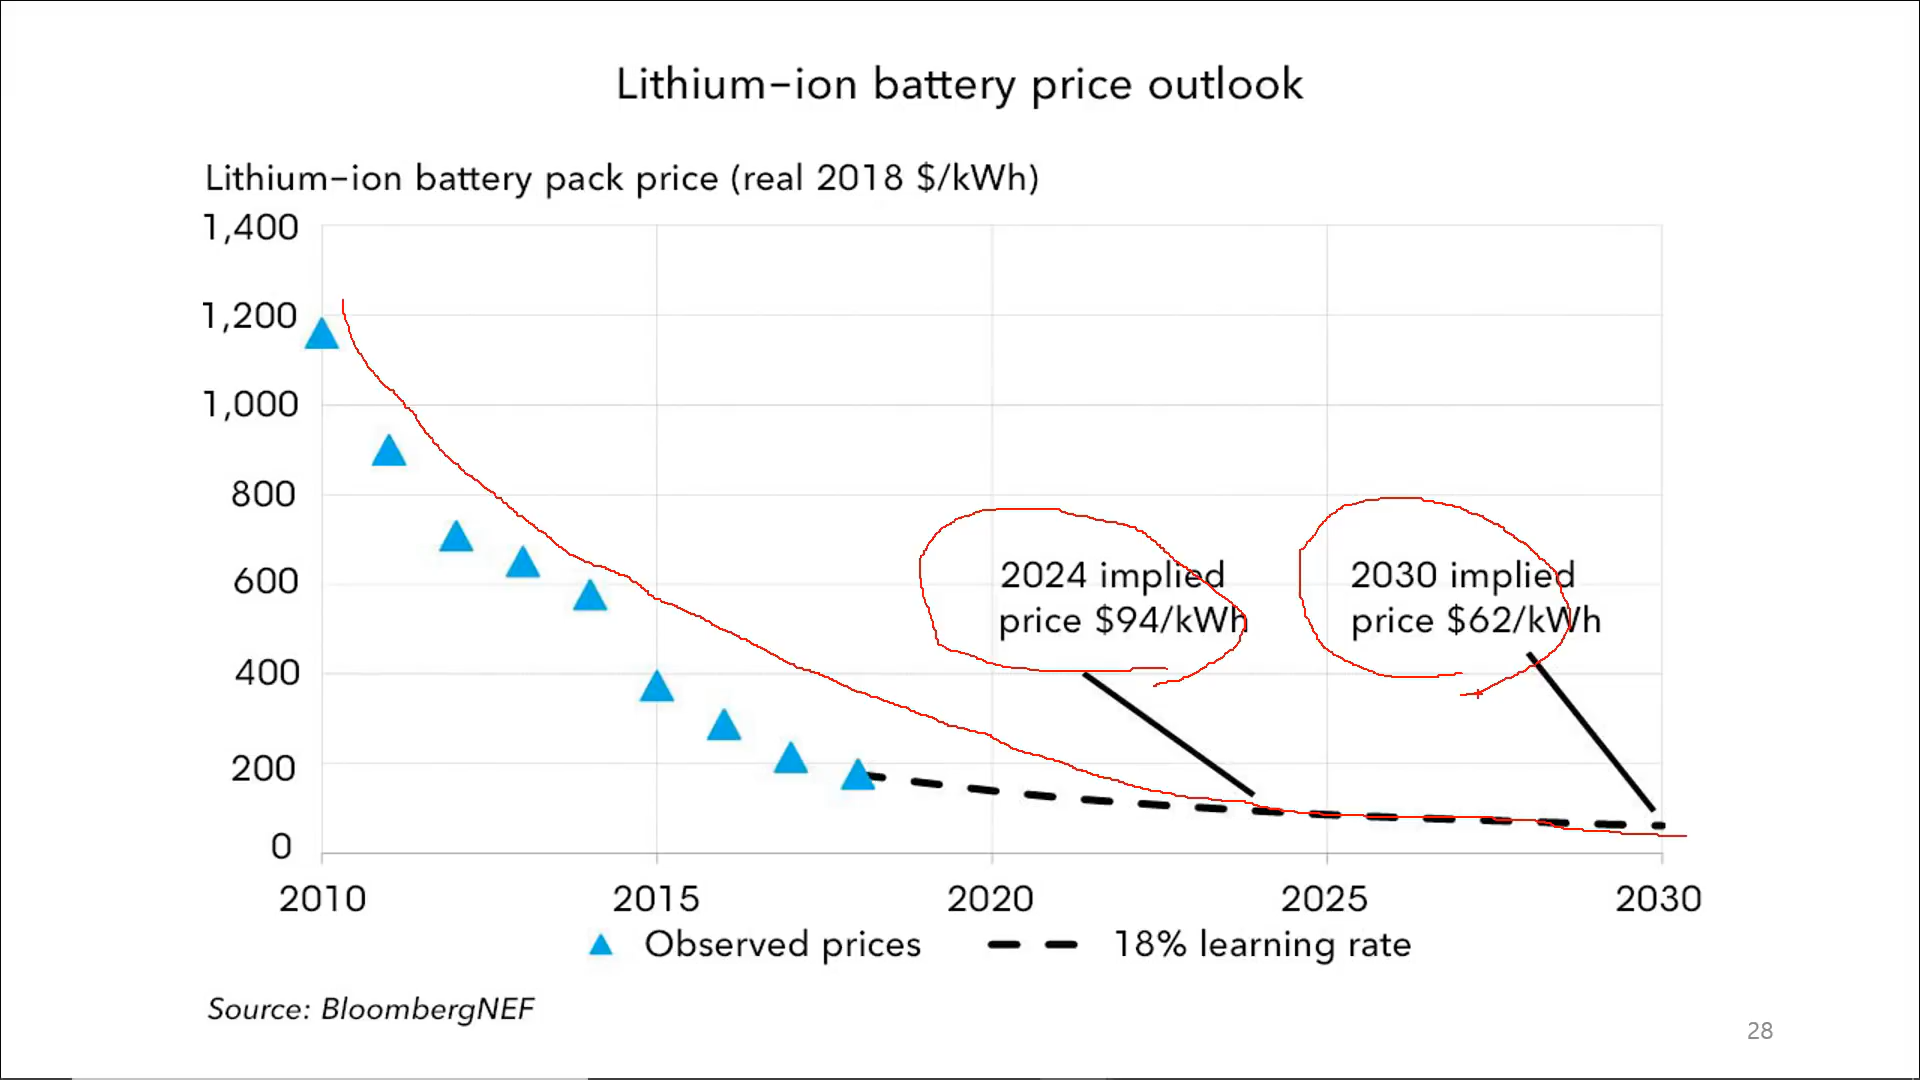 Lithium-ion battery price outlook
Lithium-ion battery pack price (real 2018 $/kWh)
1,400
1,200
1,000
800
600
400
200
0
2024 implied
price $94/kWh
2030 implied
price $62/kWh
2010 2015 2020 2025 2030
Observed prices 18% learning rate
Source: BloombergNEF
28